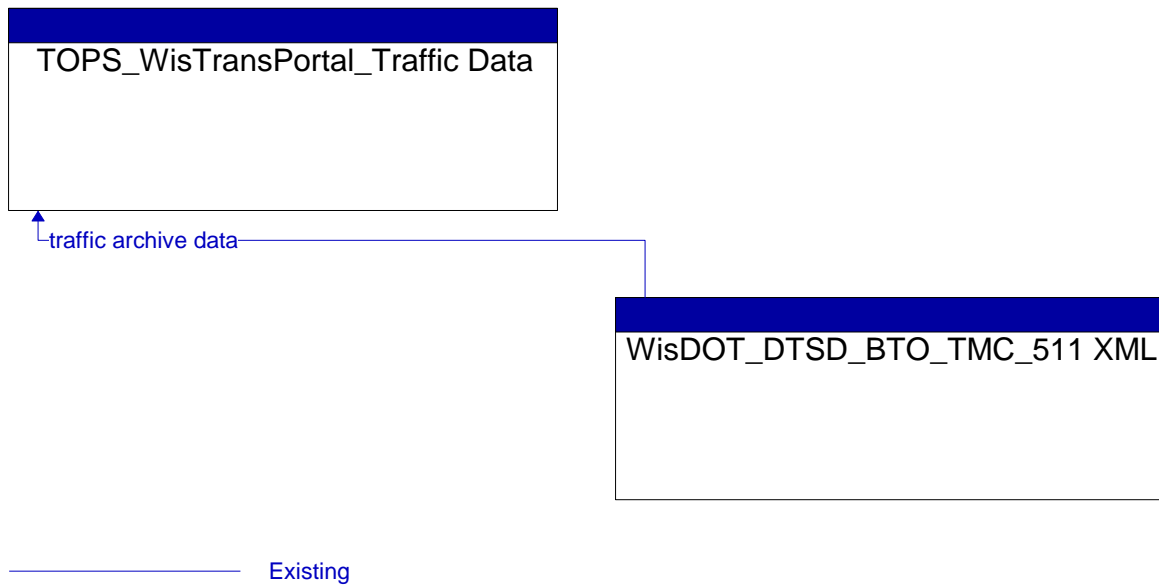 TOPS_WisTransPortal_Traffic Data
traffic archive data
WisDOT_DTSD_BTO_TMC_511 XML
Existing